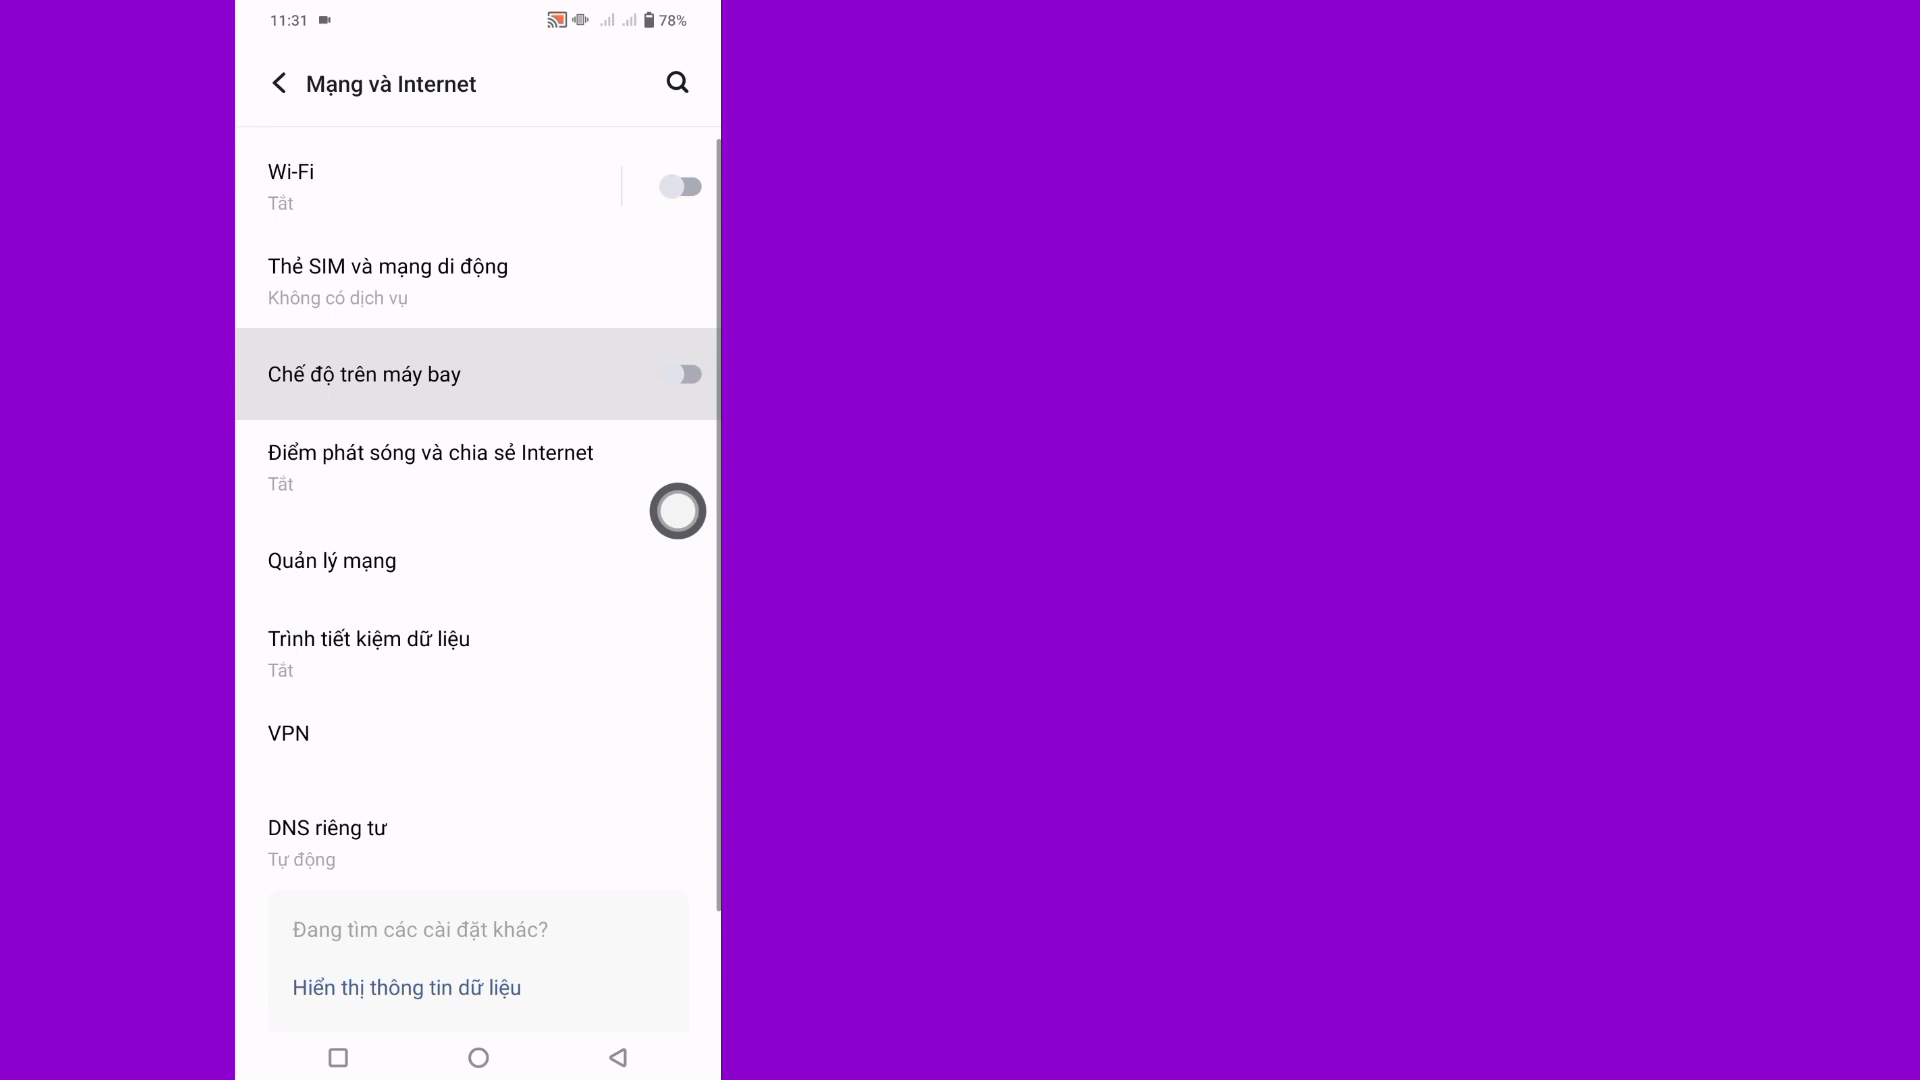 11:31
78%
Mạng và Internet
Wi-Fi
Tắt
Thẻ SIM và mạng di động
Không có dịch vụ
Chế độ trên máy bay
Điểm phát sóng và chia sẻ Internet
Tắt
Quản lý mạng
Trình tiết kiệm dữ liệu
Tắt
VPN
DNS riêng tư
Tự động
Đang tìm các cài đặt khác?
Hiển thị thông tin dữ liệu